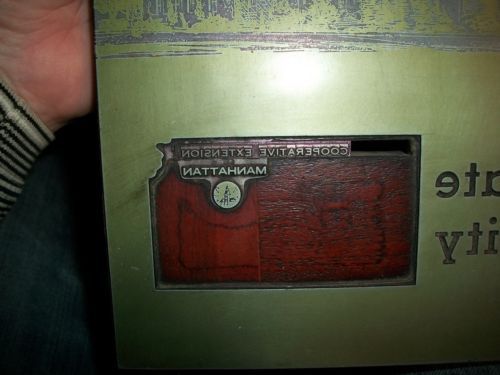 COOPERATIVE EXTENSION
MANHATTAN
ate
ity